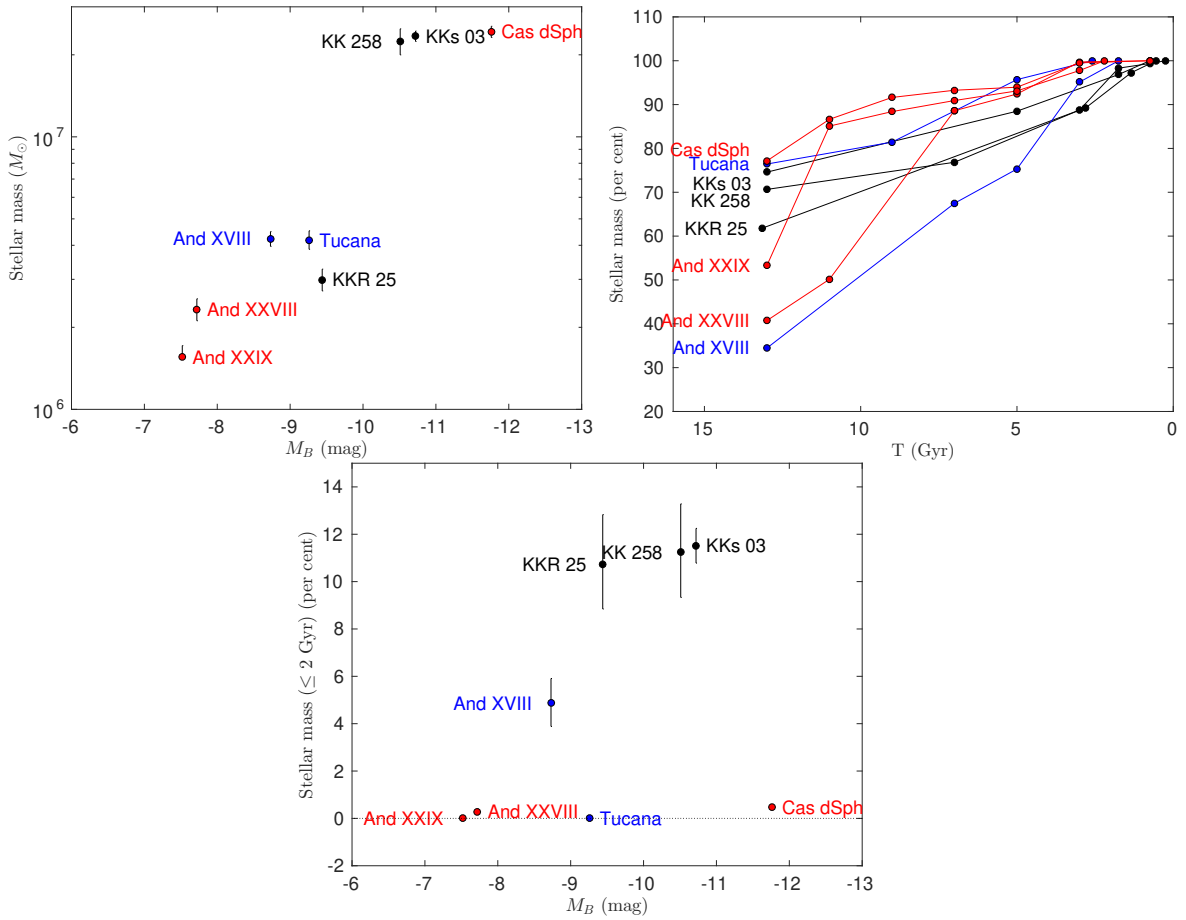 Stellar mass (M☉)
10^7
10^6
KK 258
KKs 03
Cas dSph
And XVIII
Tucana
KKR 25
And XXVIII
And XXIX
-6 -7 -8 -9 -10 -11 -12 -13
M_B (mag)
Stellar mass (per cent)
110
100
90
80
70
60
50
40
30
20
Cas dSph
Tucana
KKs 03
KK 258
KKR 25
And XXIX
And XXVIII
And XVIII
15 10 5 0
T (Gyr)
Stellar mass (≤ 2 Gyr) (per cent)
14
12
10
8
6
4
2
0
-2
KKR 25
KK 258
KKs 03
And XVIII
And XXIX
And XXVIII
Tucana
Cas dSph
-6 -7 -8 -9 -10 -11 -12 -13
M_B (mag)